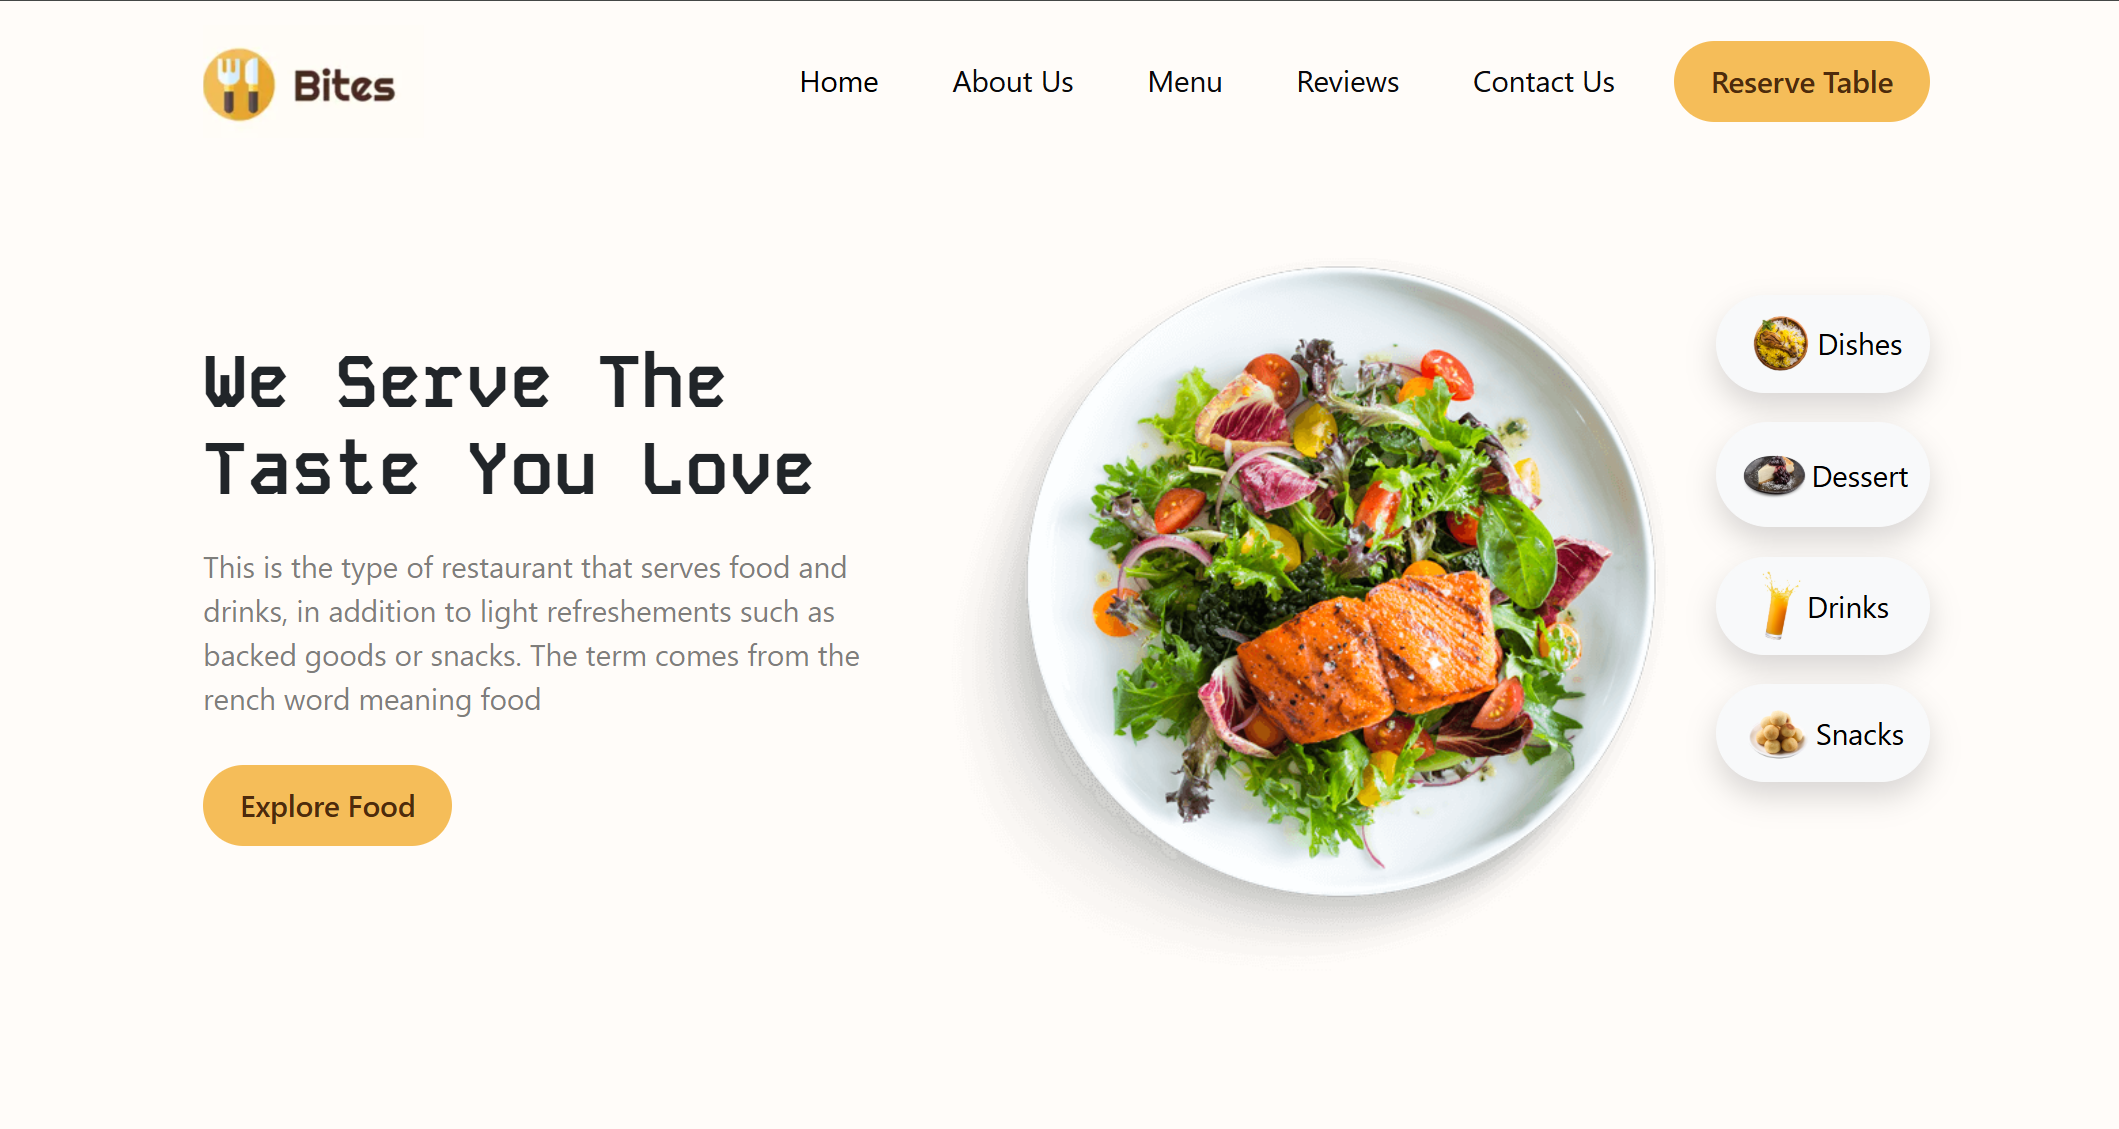 Bites
Home
About Us
Menu
Reviews
Contact Us
Reserve Table
We Serve The
Taste You Love
This is the type of restaurant that serves food and
drinks, in addition to light refreshements such as
backed goods or snacks. The term comes from the
rench word meaning food
Explore Food
Dishes
Dessert
Drinks
Snacks